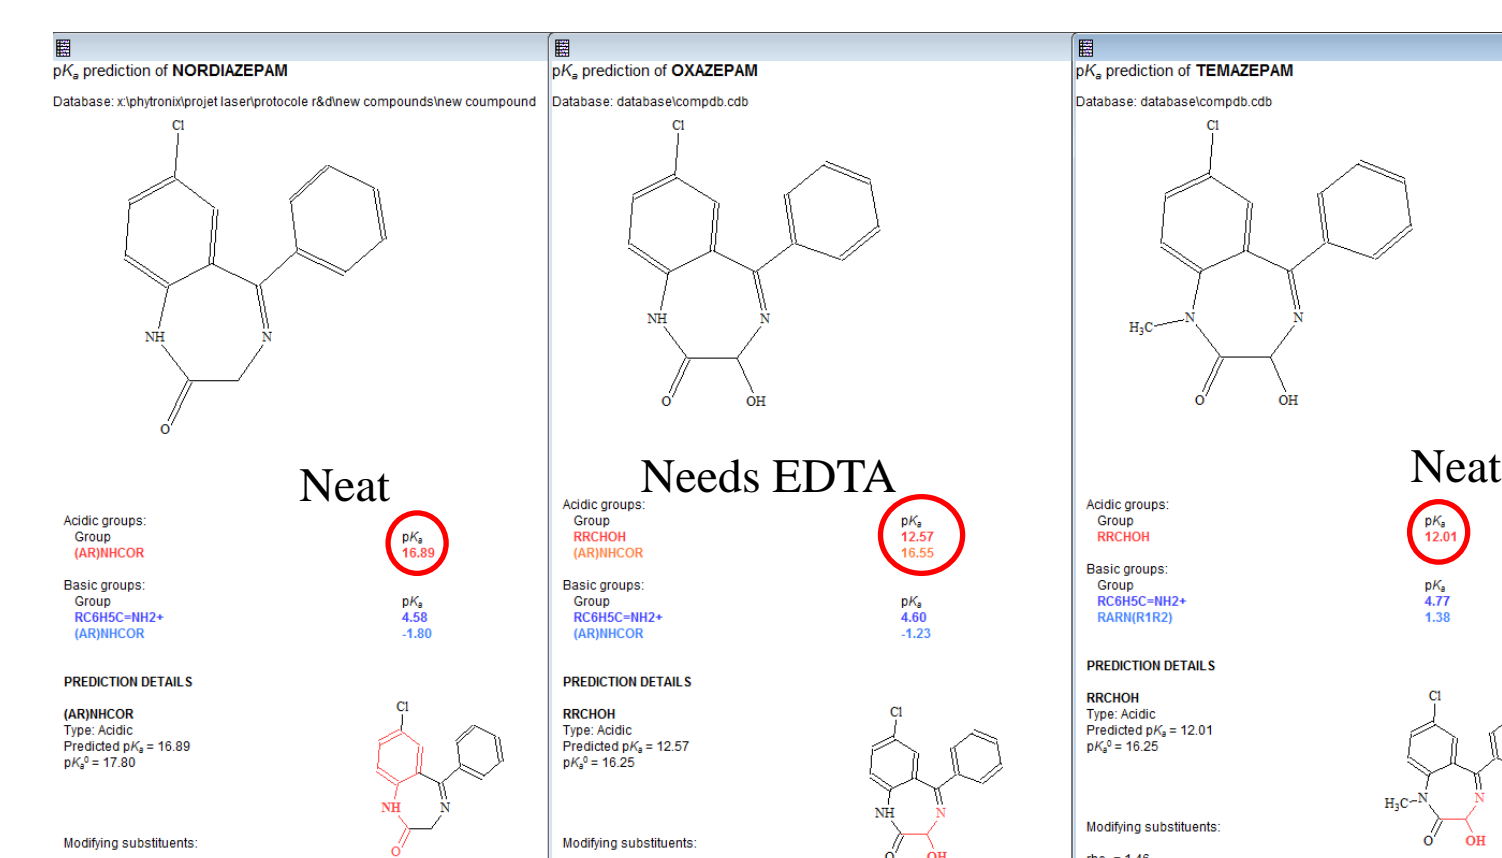 pKa prediction of NORDIAZEPAM
Database: x:\phytronix\projet laser\protocole r&d\new compounds\new coumpound
Cl
NH
N
O
Neat
Acidic groups:
Group pKa
(AR)NHCOR 16.89
Basic groups:
Group pKa
RC6H5C=NH2+ 4.58
(AR)NHCOR -1.80
PREDICTION DETAILS
(AR)NHCOR
Type: Acidic
Predicted pKa = 16.89
pKa0 = 17.80
Cl
NH
N
O
Modifying substituents:
pKa prediction of OXAZEPAM
Database: database\compdb.cdb
Cl
NH
N
O
OH
Needs EDTA
Acidic groups:
Group pKa
RRCHOH 12.57
(AR)NHCOR 16.55
Basic groups:
Group pKa
RC6H5C=NH2+ 4.60
(AR)NHCOR -1.23
PREDICTION DETAILS
RRCHOH
Type: Acidic
Predicted pKa = 12.57
pKa0 = 16.25
Cl
NH
N
O
OH
Modifying substituents:
pKa prediction of TEMAZEPAM
Database: database\compdb.cdb
Cl
N
H3C
N
O
OH
Neat
Acidic groups:
Group pKa
RRCHOH 12.01
Basic groups:
Group pKa
RC6H5C=NH2+ 4.77
RARN(R1R2) 1.38
PREDICTION DETAILS
RRCHOH
Type: Acidic
Predicted pKa = 12.01
pKa0 = 16.25
Cl
H3C N
N
O
OH
Modifying substituents:
rho = 1.46